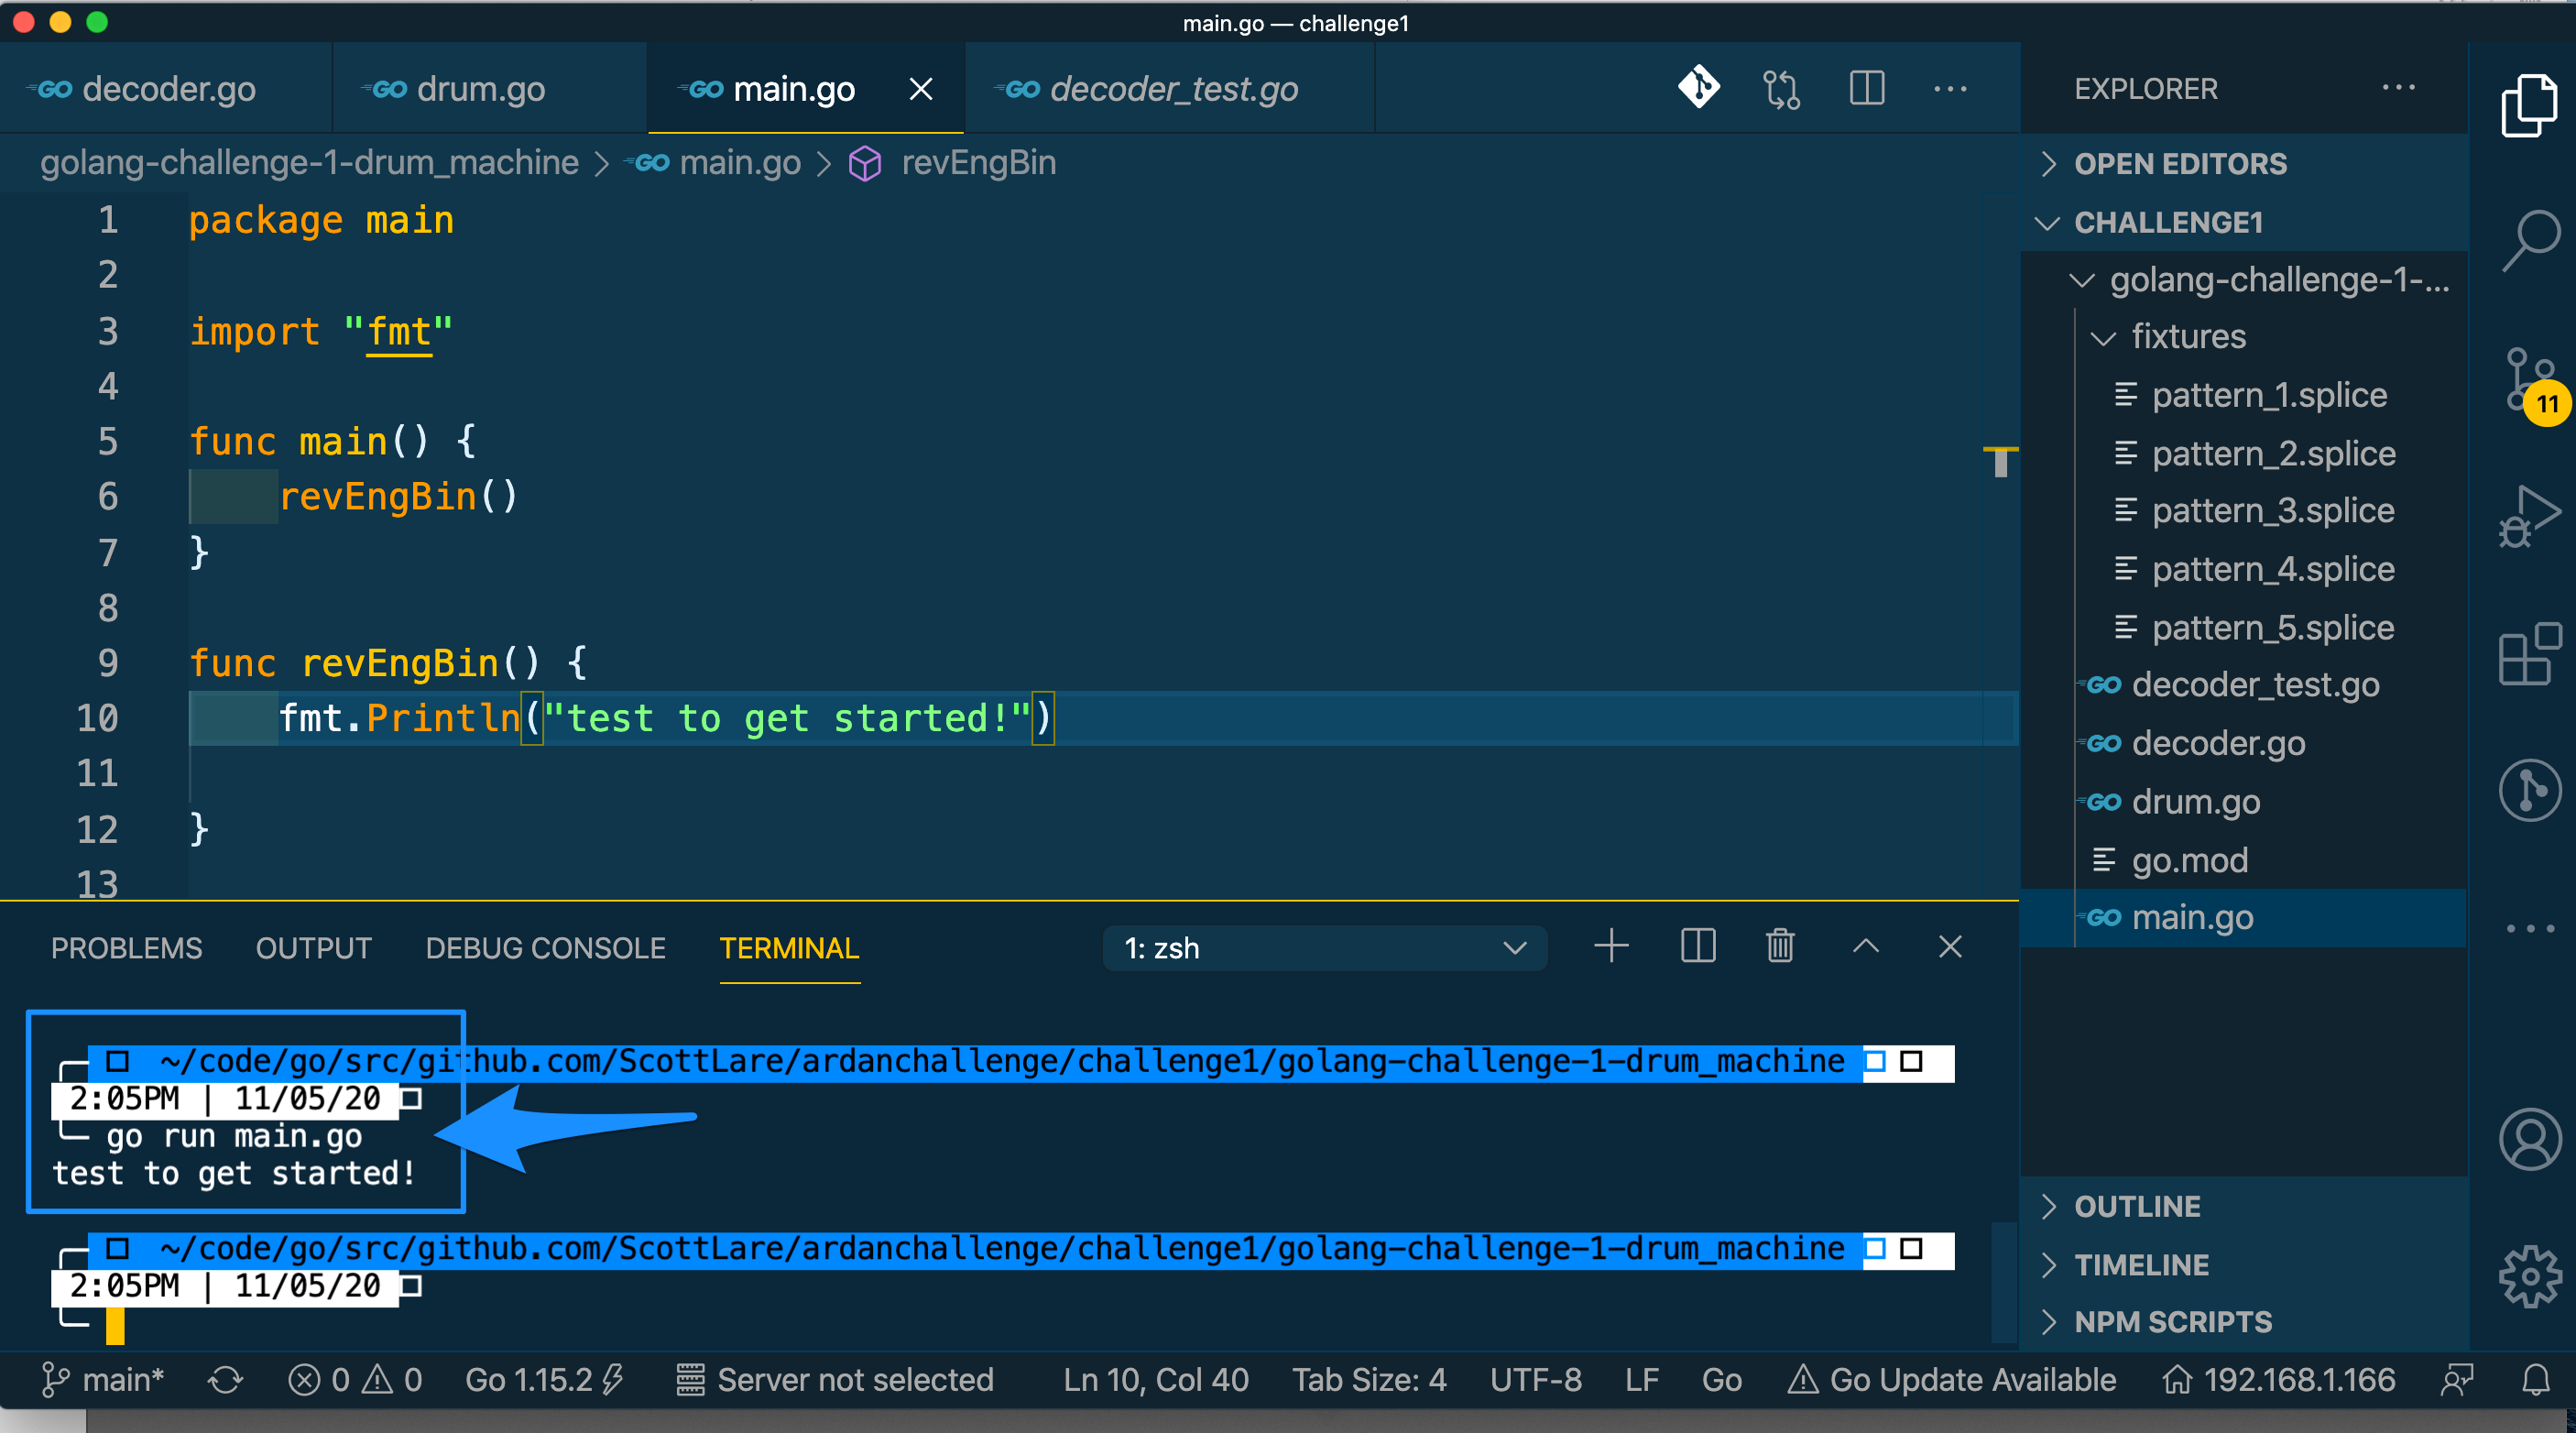 main.go — challenge1
GO decoder.go
GO drum.go
GO main.go
GO decoder_test.go
golang-challenge-1-drum_machine > GO main.go > revEngBin
1 package main
2
3 import "fmt"
4
5 func main() {
6 revEngBin()
7 }
8
9 func revEngBin() {
10 fmt.Println("test to get started!")
11
12 }
13
PROBLEMS OUTPUT DEBUG CONSOLE TERMINAL 1: zsh
~/code/go/src/github.com/ScottLare/ardanchallenge/challenge1/golang-challenge-1-drum_machine
2:05PM | 11/05/20
go run main.go
test to get started!
~/code/go/src/github.com/ScottLare/ardanchallenge/challenge1/golang-challenge-1-drum_machine
2:05PM | 11/05/20
EXPLORER
OPEN EDITORS
CHALLENGE1
golang-challenge-1-...
fixtures
pattern_1.splice
pattern_2.splice
pattern_3.splice
pattern_4.splice
pattern_5.splice
GO decoder_test.go
GO decoder.go
GO drum.go
go.mod
GO main.go
OUTLINE
TIMELINE
NPM SCRIPTS
11
main* 0 0 Go 1.15.2 Server not selected Ln 10, Col 40 Tab Size: 4 UTF-8 LF Go Go Update Available 192.168.1.166